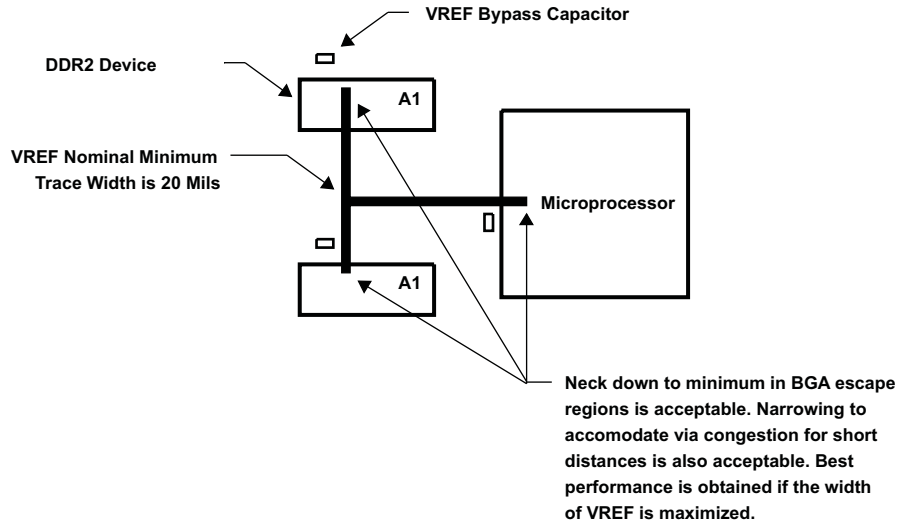 VREF Bypass Capacitor
DDR2 Device
A1
VREF Nominal Minimum
Trace Width is 20 Mils
Microprocessor
A1
Neck down to minimum in BGA escape
regions is acceptable. Narrowing to
accomodate via congestion for short
distances is also acceptable. Best
performance is obtained if the width
of VREF is maximized.